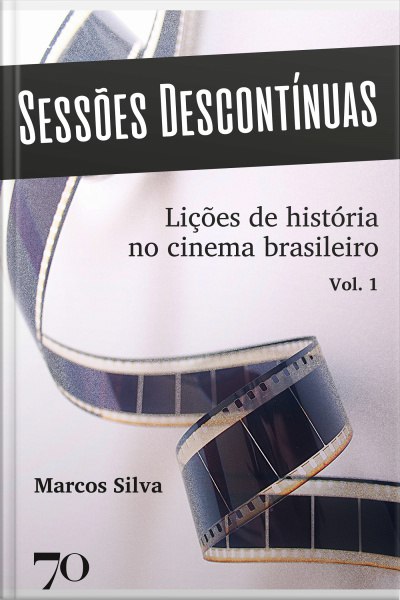 Sessões Descontínuas
Lições de história
no cinema brasileiro
Vol. 1
Marcos Silva
70